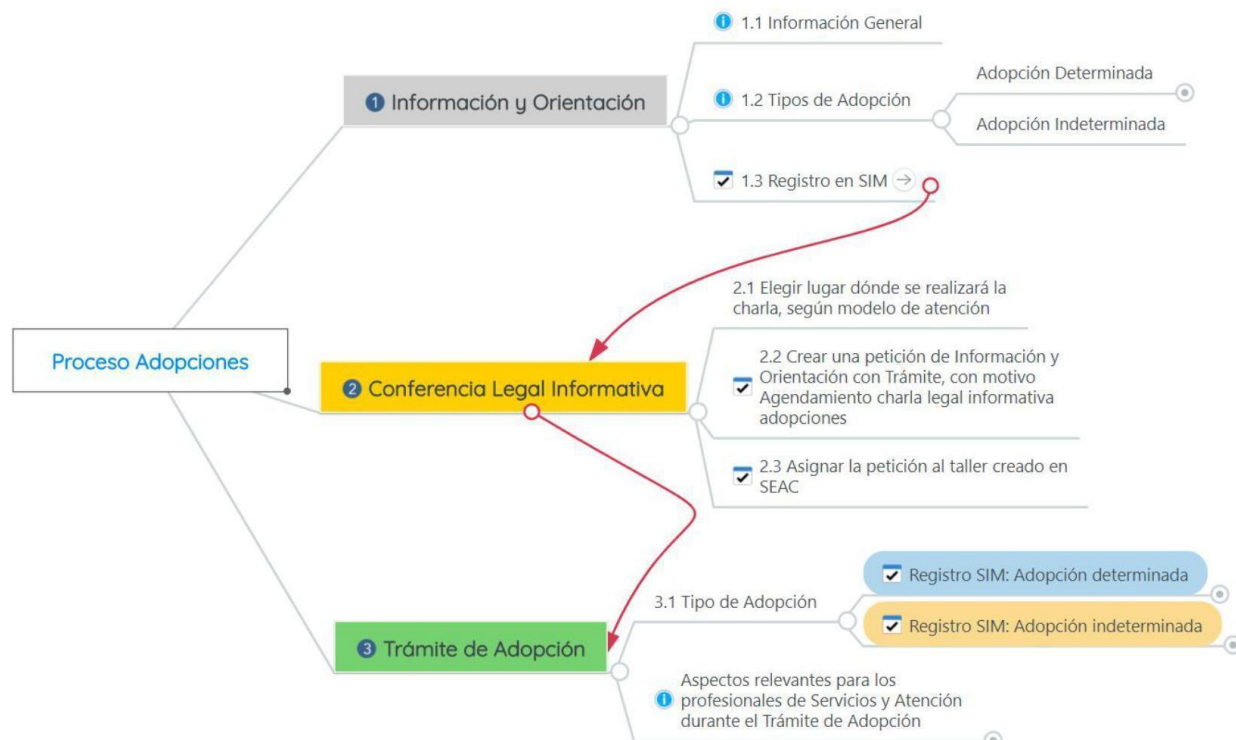 Proceso Adopciones
1 Información y Orientación
1.1 Información General
1.2 Tipos de Adopción
Adopción Determinada
Adopción Indeterminada
1.3 Registro en SIM
2 Conferencia Legal Informativa
2.1 Elegir lugar dónde se realizará la
charla, según modelo de atención
2.2 Crear una petición de Información y
Orientación con Trámite, con motivo
Agendamiento charla legal informativa
adopciones
2.3 Asignar la petición al taller creado en
SEAC
3 Trámite de Adopción
3.1 Tipo de Adopción
Registro SIM: Adopción determinada
Registro SIM: Adopción indeterminada
Aspectos relevantes para los
profesionales de Servicios y Atención
durante el Trámite de Adopción